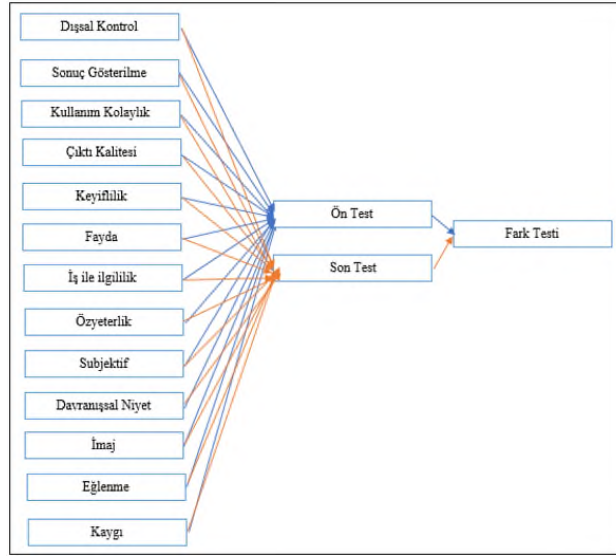 Dışsal Kontrol
Sonuç Gösterilme
Kullanım Kolaylık
Çıktı Kalitesi
Keyiflilik
Fayda
İş ile ilgililik
Özyeterlik
Subjektif
Davranışsal Niyet
İmaj
Eğlenme
Kaygı
Ön Test
Son Test
Fark Testi